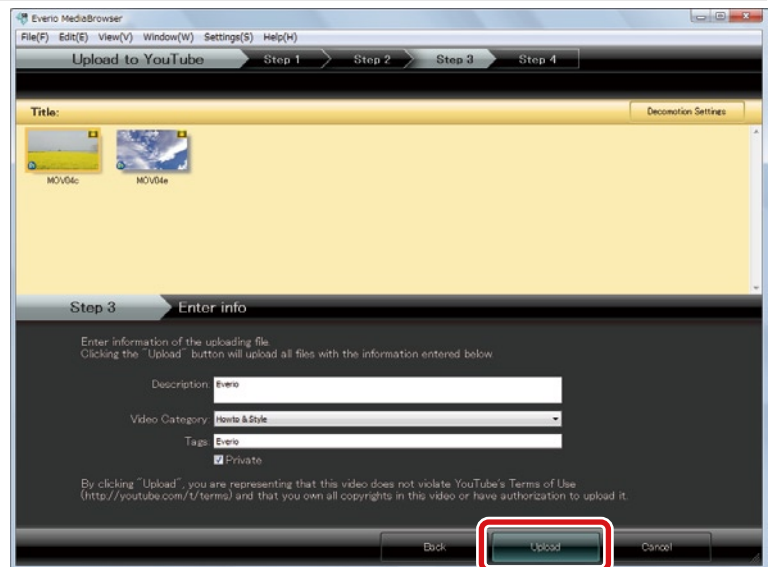 Everio MediaBrowser
File(F) Edit(E) View(V) Window(W) Settings(S) Help(H)
Upload to YouTube Step 1 Step 2 Step 3 Step 4
Title: Decomotion Settings
MOV04c MOV04e
Step 3 Enter info
Enter information of the uploading file.
Clicking the "Upload" button will upload all files with the information entered below
Description: Everio
Video Category: Howto & Style
Tags: Everio
Private
By clicking "Upload", you are representing that this video does not violate YouTube's Terms of Use
(http://youtube.com/t/terms) and that you own all copyrights in this video or have authorization to upload it.
Back Upload Cancel